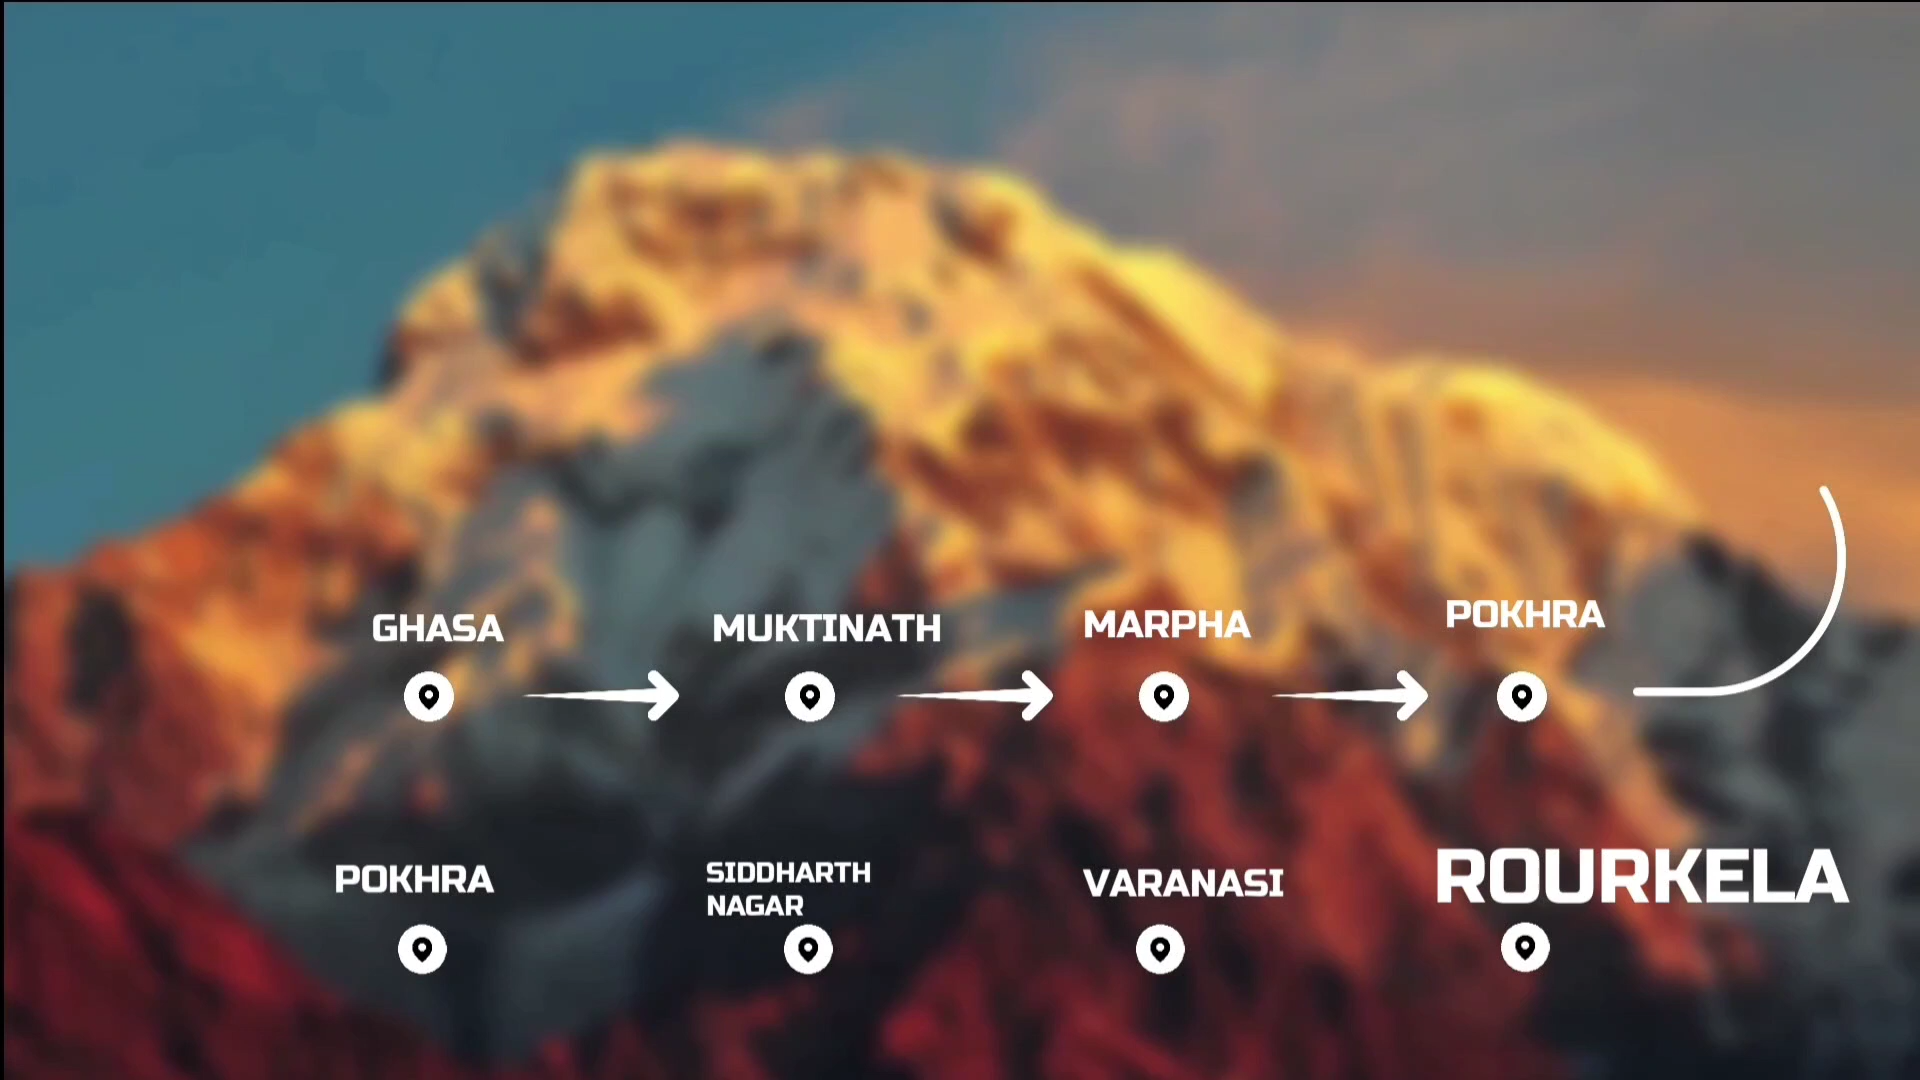 GHASA
MUKTINATH
MARPHA
POKHRA
POKHRA
SIDDHARTH
NAGAR
VARANASI
ROURKELA